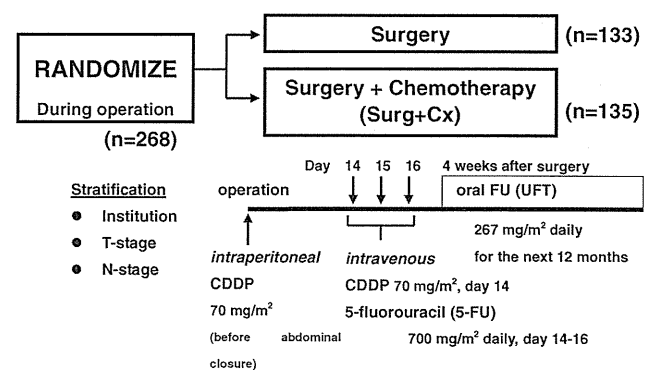 RANDOMIZE
During operation
(n=268)
Surgery
(n=133)
Surgery + Chemotherapy
(Surg+Cx)
(n=135)
Stratification
● Institution
● T-stage
● N-stage
Day 14 15 16 4 weeks after surgery
operation
oral FU (UFT)
267 mg/m² daily
for the next 12 months
intraperitoneal
CDDP
70 mg/m²
(before abdominal
closure)
intravenous
CDDP 70 mg/m², day 14
5-fluorouracil (5-FU)
700 mg/m² daily, day 14-16